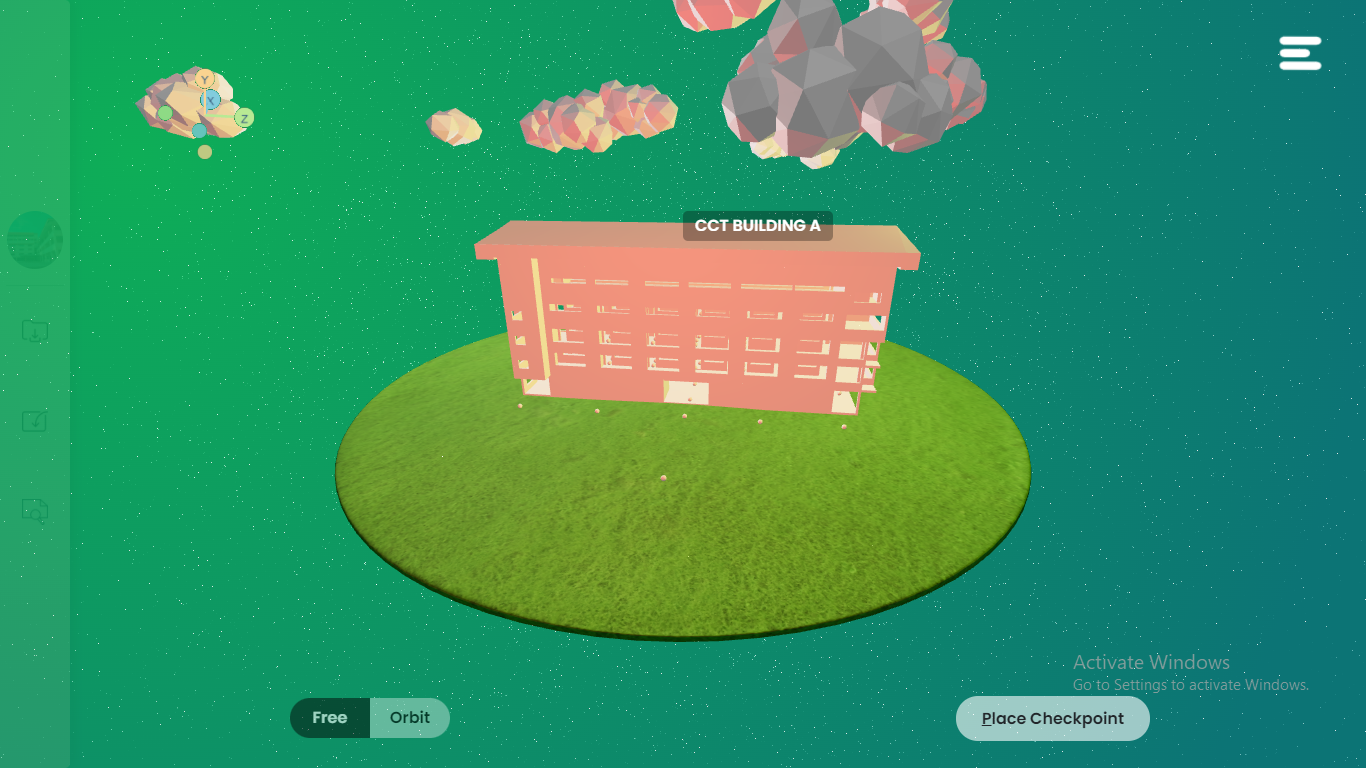 Y
X
Z
CCT BUILDING A
Activate Windows
Go to Settings to activate Windows.
Free
Orbit
Place Checkpoint